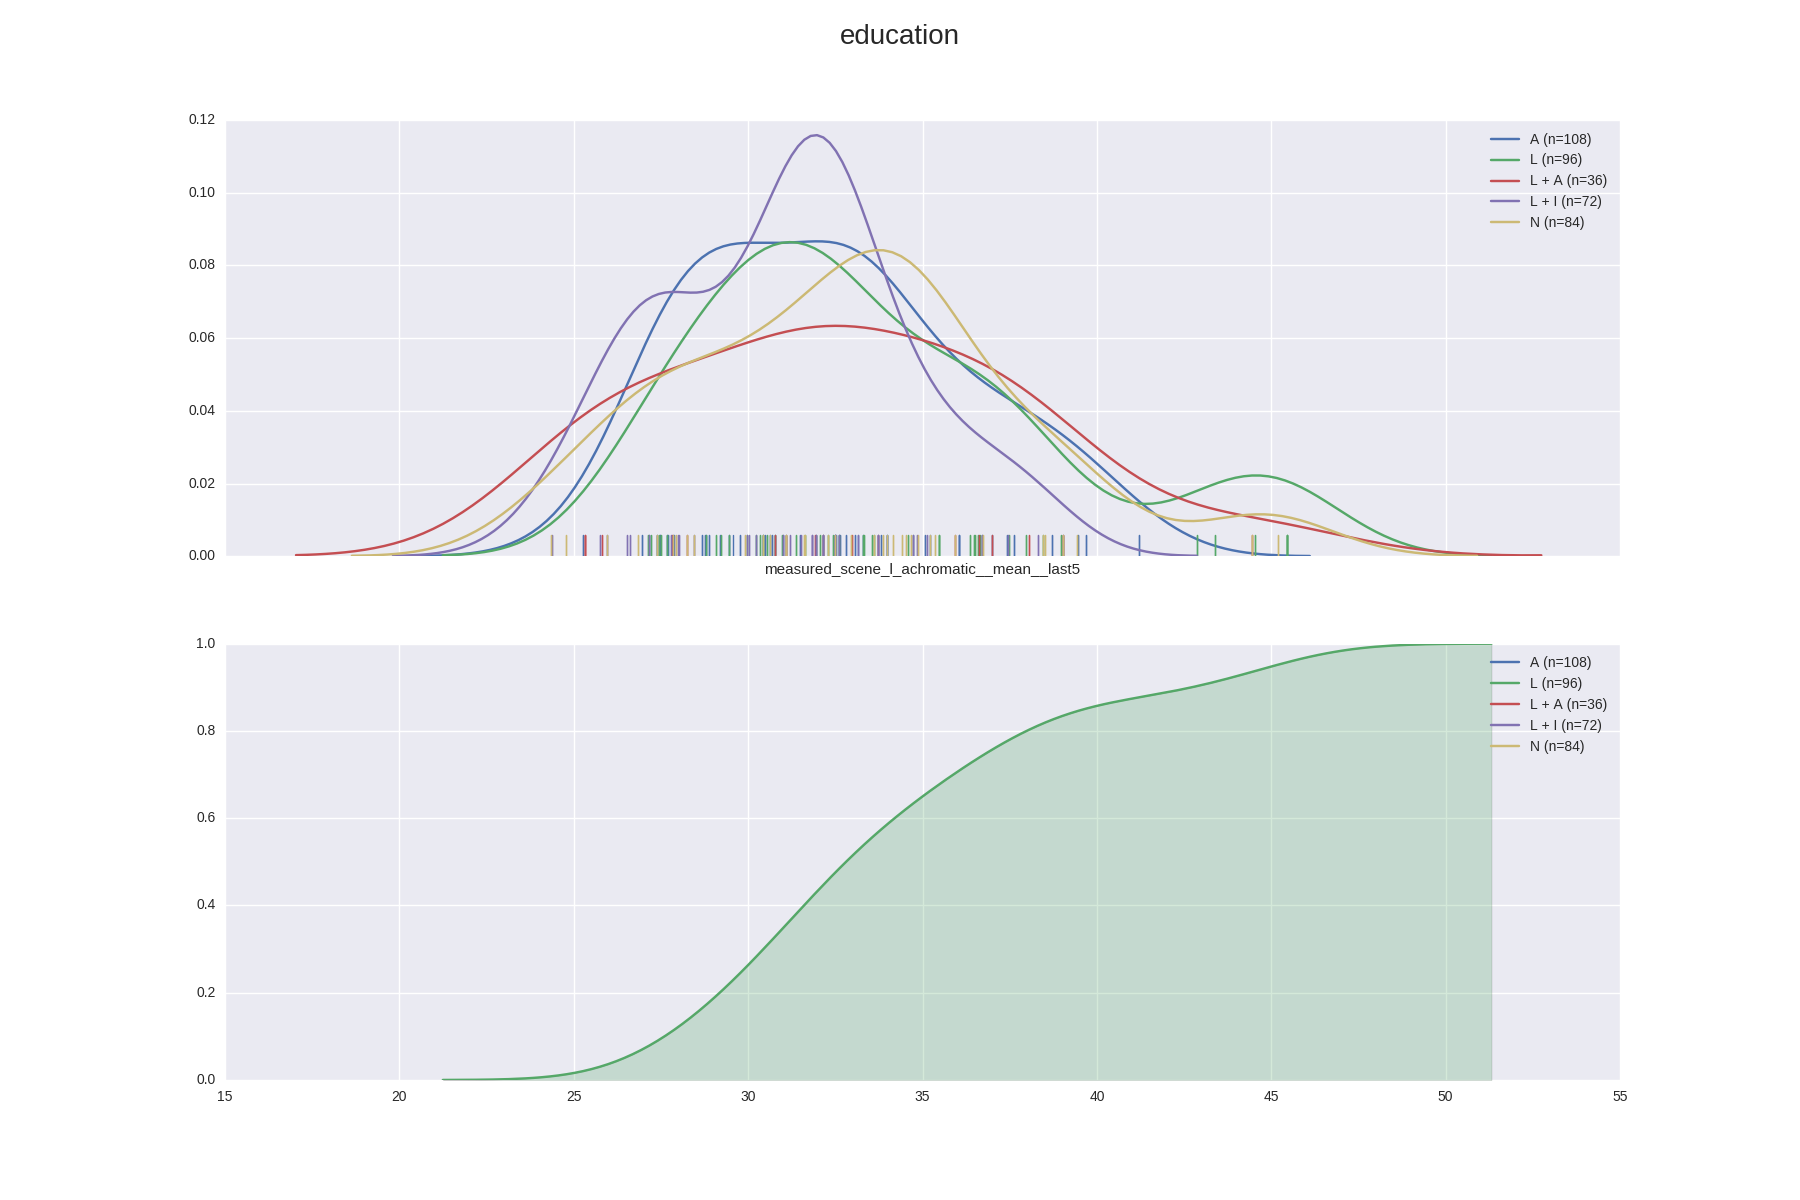 education
0.12
0.10
0.08
0.06
0.04
0.02
0.00
A (n=108)
L (n=96)
L + A (n=36)
L + I (n=72)
N (n=84)
measured_scene_l_achromatic__mean__last5
1.0
0.8
0.6
0.4
0.2
0.0
A (n=108)
L (n=96)
L + A (n=36)
L + I (n=72)
N (n=84)
15 20 25 30 35 40 45 50 55